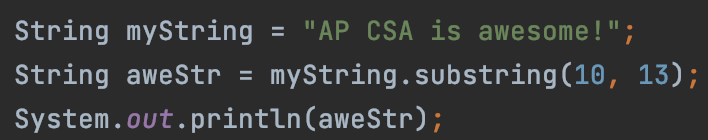 String myString = "AP CSA is awesome!";
String aweStr = myString.substring(10, 13);
System.out.println(aweStr);